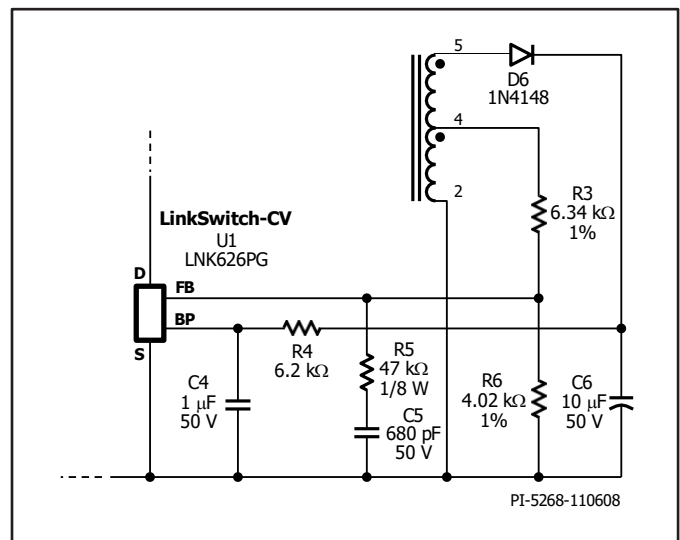 5
D6
1N4148
4
R3
6.34 kΩ
1%
2
LinkSwitch-CV
U1
LNK626PG
D
FB
BP
S
R4
6.2 kΩ
R5
47 kΩ
1/8 W
C4
1 μF
50 V
C5
680 pF
50 V
R6
4.02 kΩ
1%
C6
10 μF
50 V
PI-5268-110608